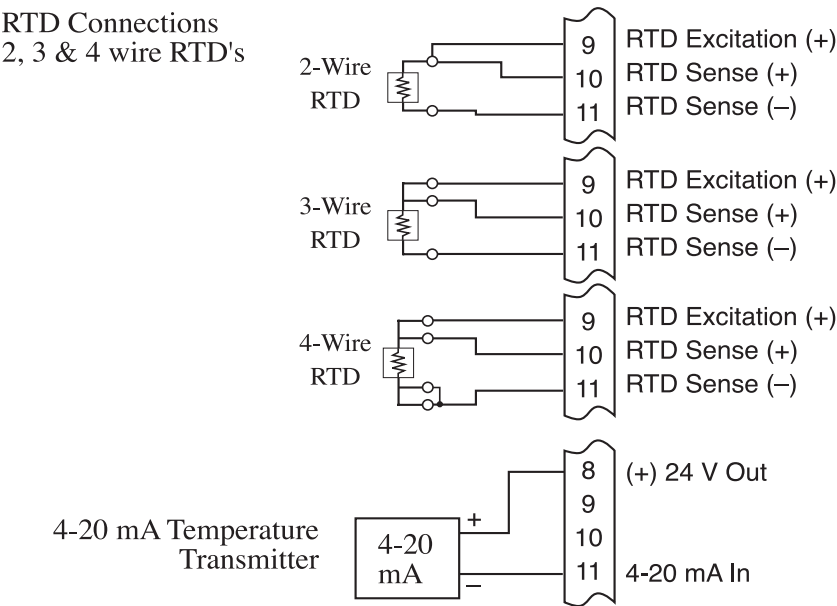 RTD Connections
2, 3 & 4 wire RTD's
2-Wire
RTD
9 RTD Excitation (+)
10 RTD Sense (+)
11 RTD Sense (–)
3-Wire
RTD
9 RTD Excitation (+)
10 RTD Sense (+)
11 RTD Sense (–)
4-Wire
RTD
9 RTD Excitation (+)
10 RTD Sense (+)
11 RTD Sense (–)
4-20 mA Temperature
Transmitter
4-20
mA
+
–
8 (+) 24 V Out
9
10
11 4-20 mA In